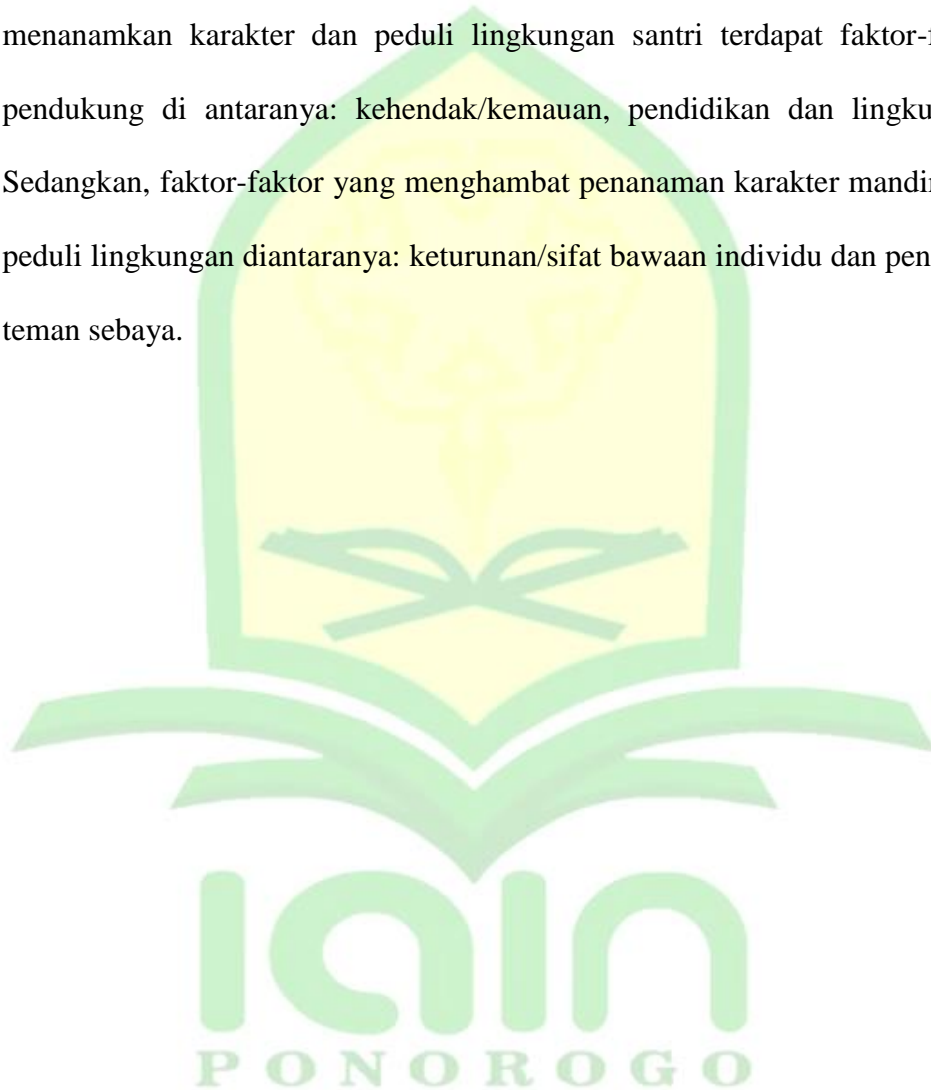 menanamkan karakter dan peduli lingkungan santri terdapat faktor-f
pendukung di antaranya: kehendak/kemauan, pendidikan dan lingku
Sedangkan, faktor-faktor yang menghambat penanaman karakter mandir
peduli lingkungan diantaranya: keturunan/sifat bawaan individu dan pen
teman sebaya.
iain
PONOROGO